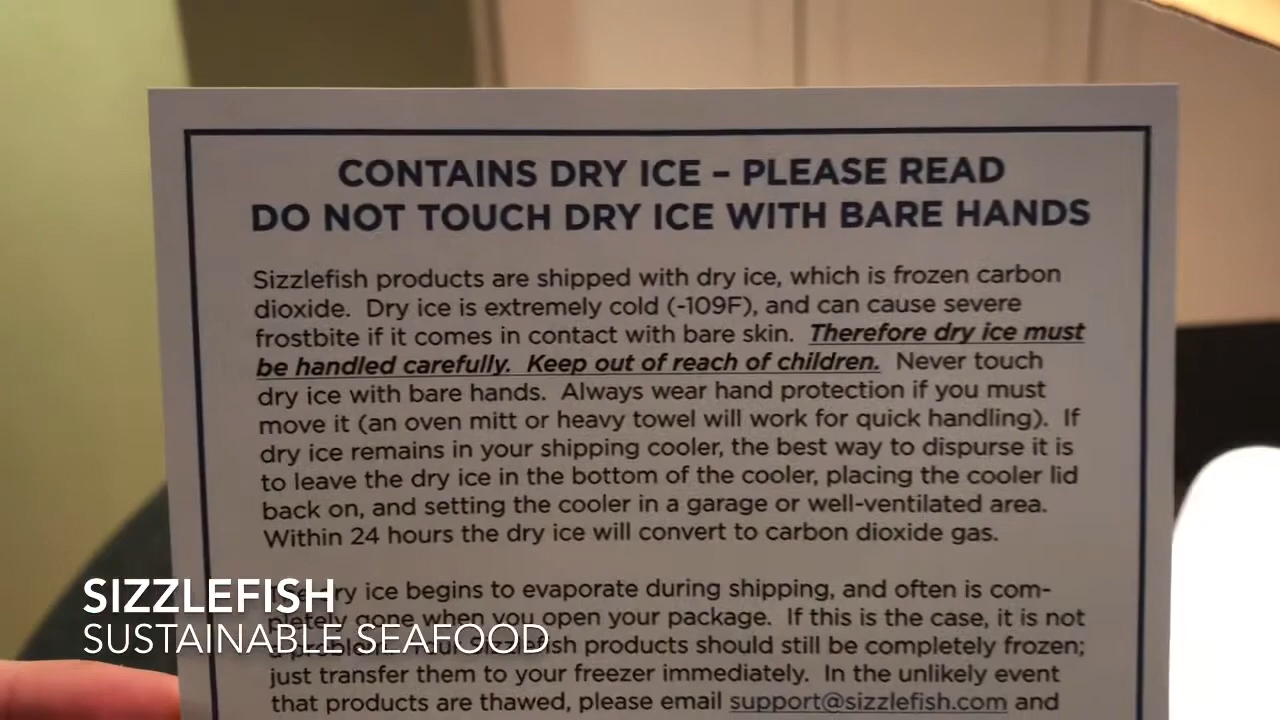 CONTAINS DRY ICE – PLEASE READ
DO NOT TOUCH DRY ICE WITH BARE HANDS
Sizzlefish products are shipped with dry ice, which is frozen carbon
dioxide. Dry ice is extremely cold (-109F), and can cause severe
frostbite if it comes in contact with bare skin. Therefore dry ice must
be handled carefully. Keep out of reach of children. Never touch
dry ice with bare hands. Always wear hand protection if you must
move it (an oven mitt or heavy towel will work for quick handling). If
dry ice remains in your shipping cooler, the best way to dispurse it is
to leave the dry ice in the bottom of the cooler, placing the cooler lid
back on, and setting the cooler in a garage or well-ventilated area.
Within 24 hours the dry ice will convert to carbon dioxide gas.
dry ice begins to evaporate during shipping, and often is com-
pletely gone when you open your package. If this is the case, it is not
a problem. Your Sizzlefish products should still be completely frozen;
just transfer them to your freezer immediately. In the unlikely event
that products are thawed, please email support@sizzlefish.com and
SIZZLEFISH
SUSTAINABLE SEAFOOD